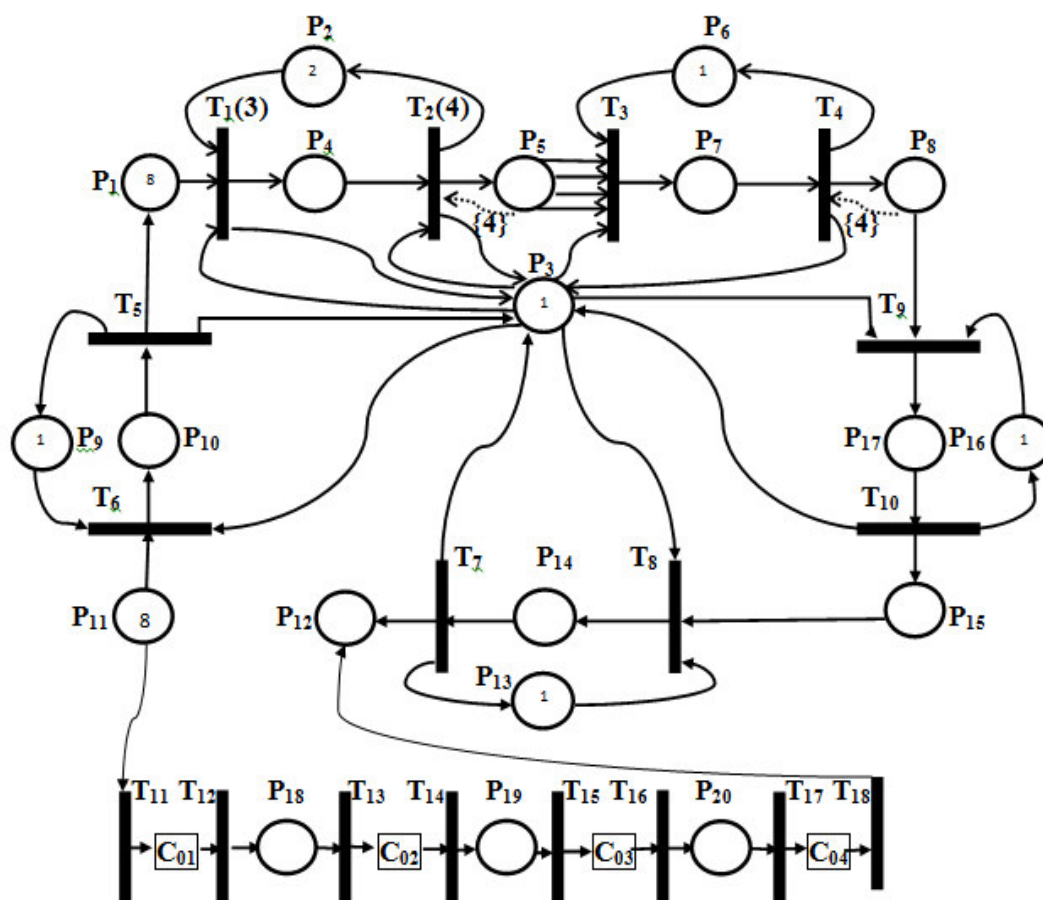 P2
P6
2
1
T1(3)
T2(4)
T3
T4
P4
P5
P7
P8
P1
8
{4}
{4}
P3
1
T5
T9
1
P9
P10
P17
P16
1
T6
T10
T7
P14
T8
P11
8
P12
P15
P13
1
T11
T12
P18
T13
T14
P19
T15
T16
P20
T17
T18
C01
C02
C03
C04